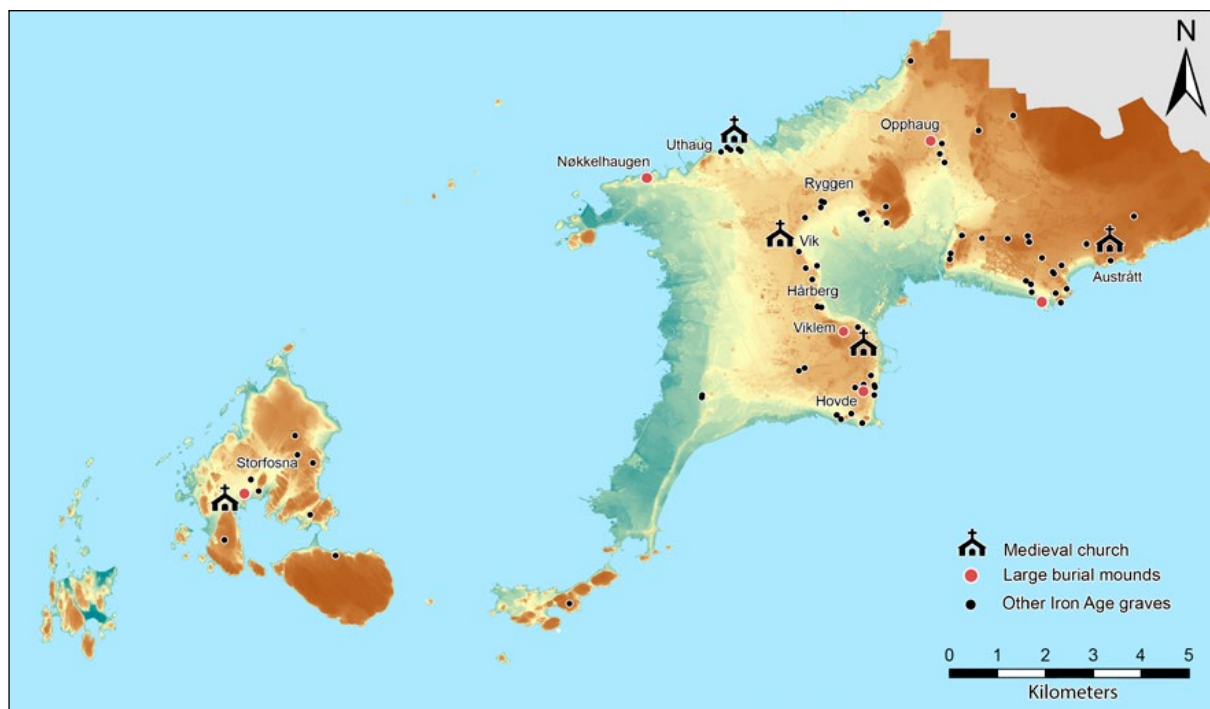 N
Opphaug
Uthaug
Nøkkelhaugen
Ryggen
Vik
Austrått
Hårberg
Viklem
Hovde
Storfosna
Medieval church
Large burial mounds
Other Iron Age graves
0 1 2 3 4 5
Kilometers